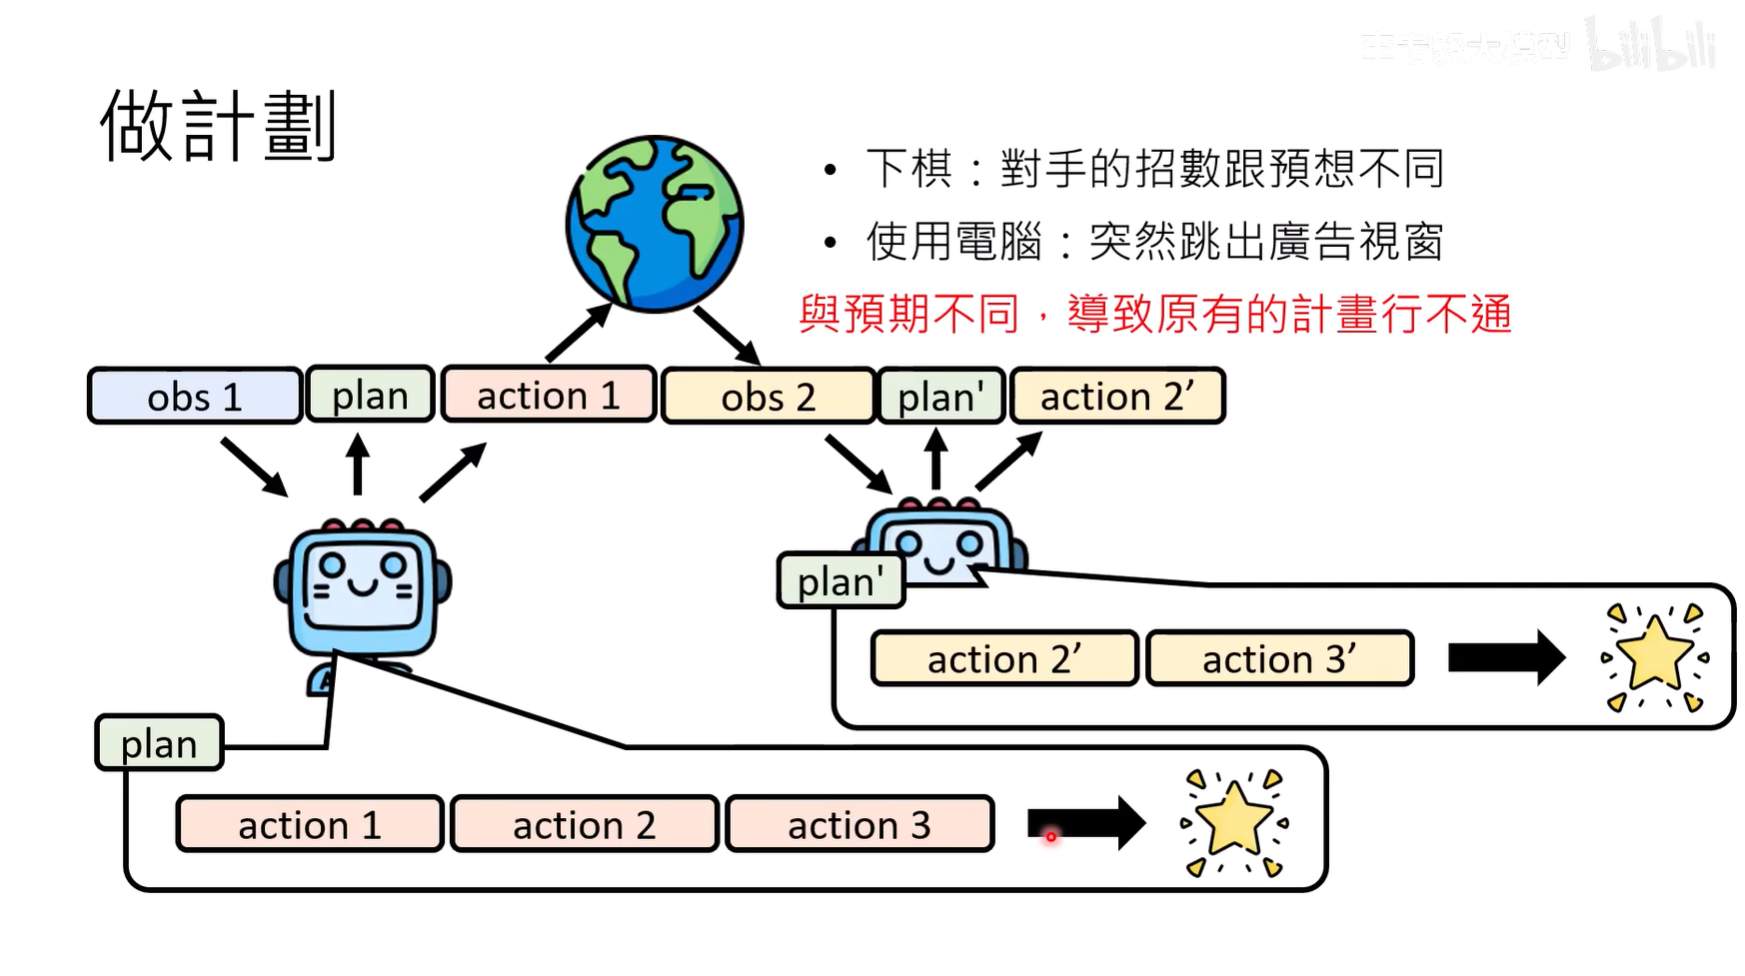 bilibili
做計劃
• 下棋：對手的招數跟預想不同
• 使用電腦：突然跳出廣告視窗
與預期不同，導致原有的計畫行不通
obs 1 plan action 1 obs 2 plan' action 2’
plan'
action 2’ action 3’
plan
action 1 action 2 action 3